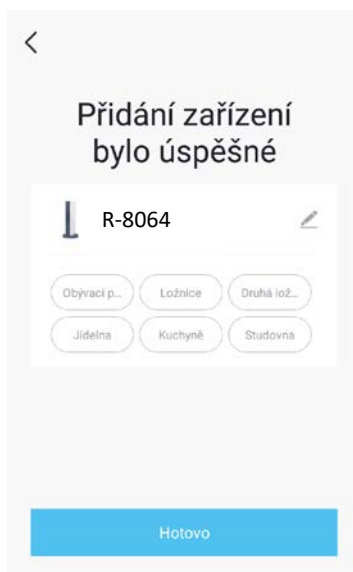 Přidání zařízení
bylo úspěšné
R-8064
Obývací p...
Ložnice
Druhá lož...
Jídelna
Kuchyně
Studovna
Hotovo